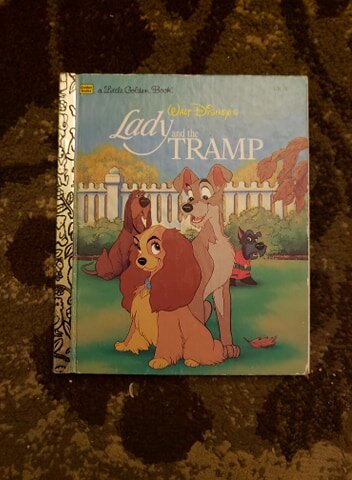 a Little Golden Book®
WALT DISNEY'S
Lady
and the
TRAMP